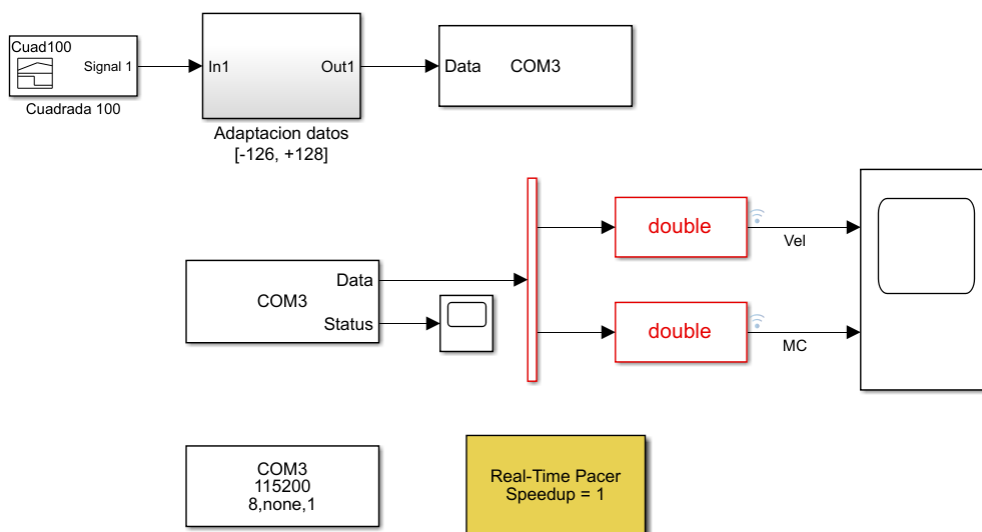 Cuad100
Signal 1
Cuadrada 100
In1
Out1
Adaptacion datos
[-126, +128]
Data
COM3
COM3
Data
Status
double
Vel
double
MC
COM3
115200
8,none,1
Real-Time Pacer
Speedup = 1